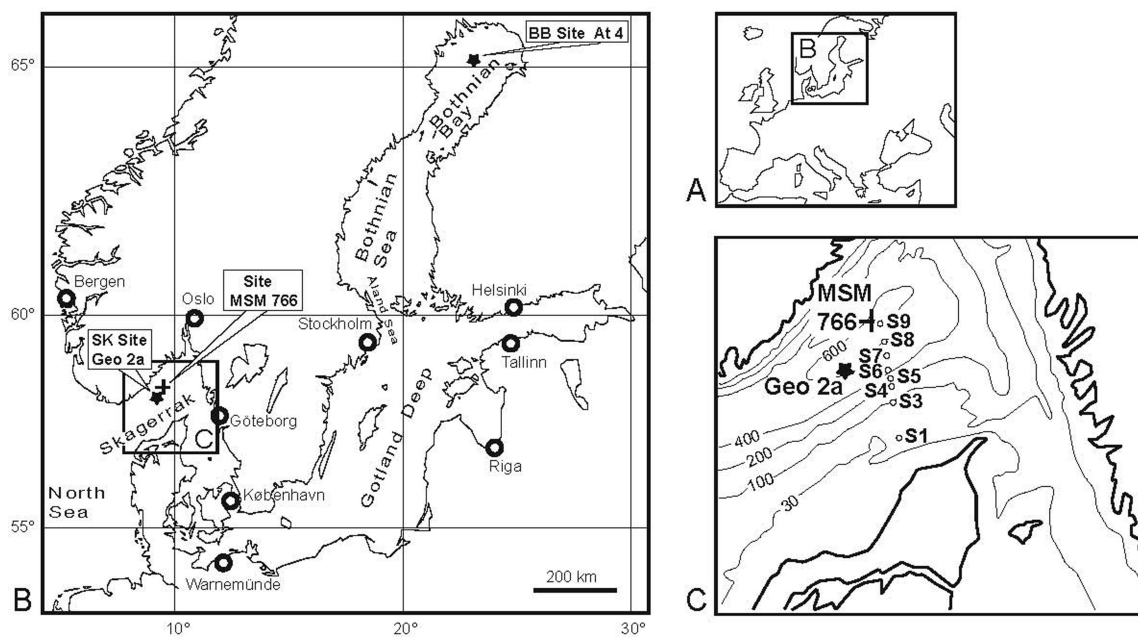 BB Site At 4
65°
Bothnian
Bay
Bothnian
Sea
Åland Sea
Site
MSM 766
Bergen
Oslo
Helsinki
60°
Stockholm
Tallinn
SK Site
Geo 2a
Skagerrak
C
Göteborg
Gotland Deep
Riga
North
Sea
København
55°
Warnemünde
200 km
B
10°
20°
30°
B
A
MSM
766
S9
S8
600
S7
S6
S5
Geo 2a
S4
S3
400
200
S1
100
30
C